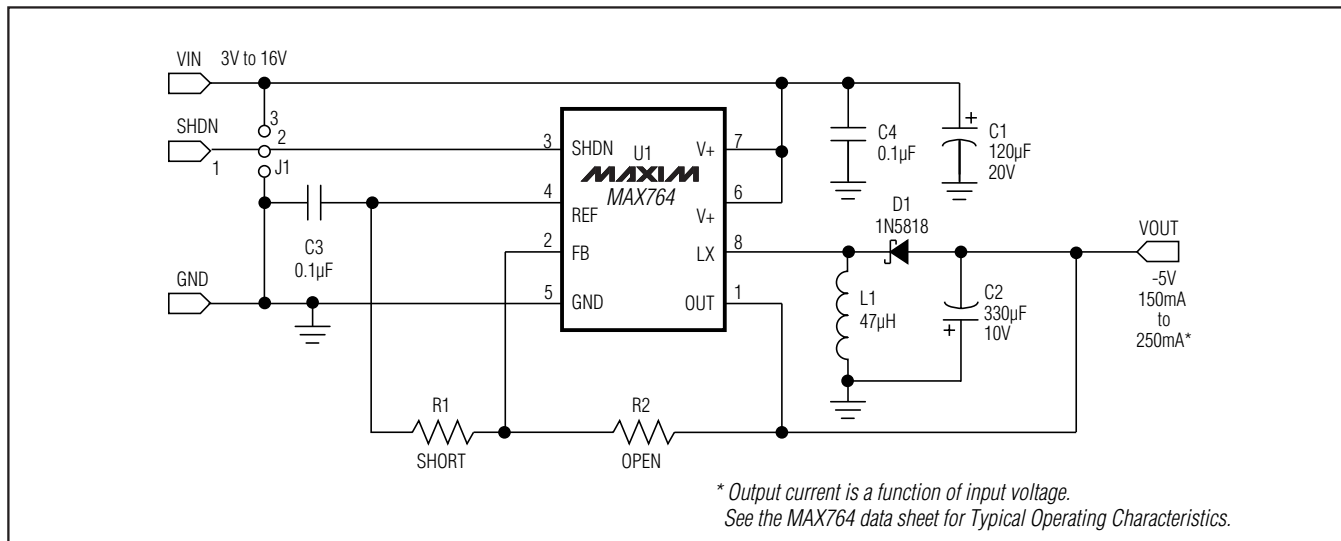 VIN 3V to 16V
SHDN
1
3
2
J1
C3
0.1µF
GND
3 SHDN
4 REF
2 FB
5 GND
U1
MAXIM
MAX764
V+ 7
V+ 6
LX 8
OUT 1
C4
0.1µF
+
C1
120µF
20V
D1
1N5818
L1
47µH
C2
330µF
10V
+
VOUT
-5V
150mA
to
250mA*
R1
SHORT
R2
OPEN
* Output current is a function of input voltage.
See the MAX764 data sheet for Typical Operating Characteristics.